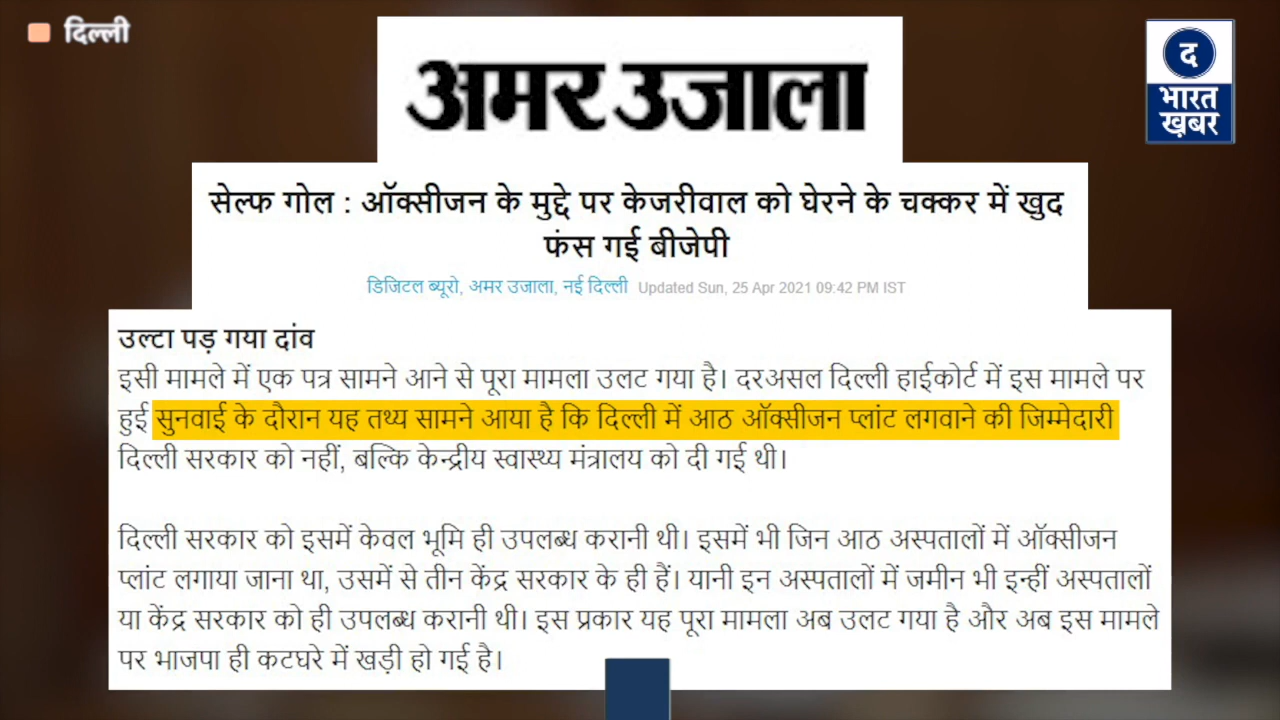 दिल्ली
द
भारत
ख़बर
अमर उजाला
सेल्फ गोल : ऑक्सीजन के मुद्दे पर केजरीवाल को घेरने के चक्कर में खुद
फंस गई बीजेपी
डिजिटल ब्यूरो, अमर उजाला, नई दिल्ली Updated Sun, 25 Apr 2021 09:42 PM IST
उल्टा पड़ गया दांव
इसी मामले में एक पत्र सामने आने से पूरा मामला उलट गया है। दरअसल दिल्ली हाईकोर्ट में इस मामले पर
हुई सुनवाई के दौरान यह तथ्य सामने आया है कि दिल्ली में आठ ऑक्सीजन प्लांट लगवाने की जिम्मेदारी
दिल्ली सरकार को नहीं, बल्कि केन्द्रीय स्वास्थ्य मंत्रालय को दी गई थी।
दिल्ली सरकार को इसमें केवल भूमि ही उपलब्ध करानी थी। इसमें भी जिन आठ अस्पतालों में ऑक्सीजन
प्लांट लगाया जाना था, उसमें से तीन केंद्र सरकार के ही हैं। यानी इन अस्पतालों में जमीन भी इन्हीं अस्पतालों
या केंद्र सरकार को ही उपलब्ध करानी थी। इस प्रकार यह पूरा मामला अब उलट गया है और अब इस मामले
पर भाजपा ही कटघरे में खड़ी हो गई है।